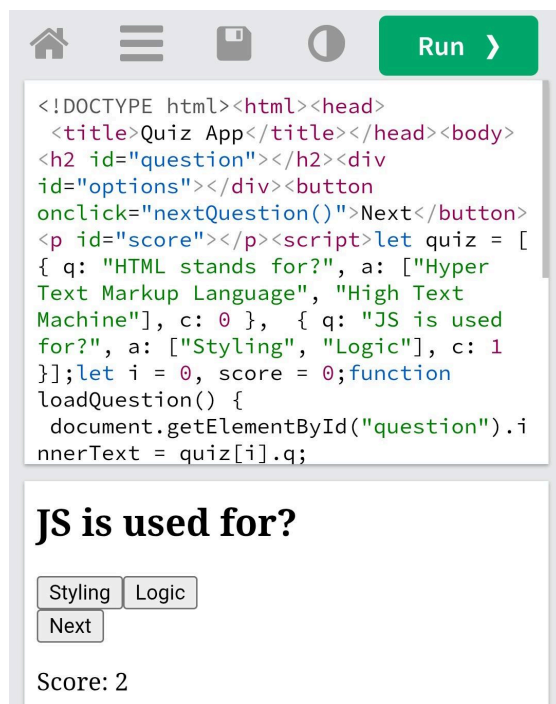 Run ❯
<!DOCTYPE html><html><head>
<title>Quiz App</title></head><body>
<h2 id="question"></h2><div
id="options"></div><button
onclick="nextQuestion()">Next</button>
<p id="score"></p><script>let quiz = [
{ q: "HTML stands for?", a: ["Hyper
Text Markup Language", "High Text
Machine"], c: 0 },  { q: "JS is used
for?", a: ["Styling", "Logic"], c: 1
}];let i = 0, score = 0;function
loadQuestion() {
 document.getElementById("question").i
nnerText = quiz[i].q;
JS is used for?
Styling Logic
Next
Score: 2